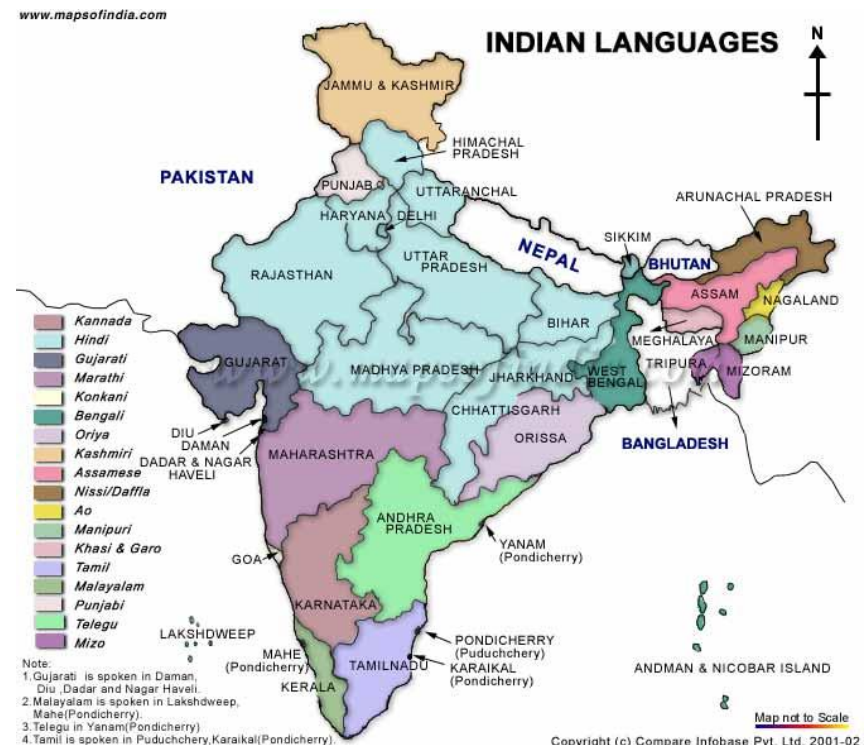 www.mapsofindia.com
INDIAN LANGUAGES
N
JAMMU & KASHMIR
HIMACHAL
PRADESH
PAKISTAN
PUNJAB
UTTARANCHAL
ARUNACHAL PRADESH
HARYANA
DELHI
SIKKIM
NEPAL
BHUTAN
UTTAR
PRADESH
RAJASTHAN
ASSAM
NAGALAND
BIHAR
MEGHALAYA
MANIPUR
GUJARAT
MADHYA PRADESH
JHARKHAND
WEST
BENGAL
TRIPURA
MIZORAM
CHHATTISGARH
DIU
DAMAN
DADAR & NAGAR
HAVELI
MAHARASHTRA
ORISSA
BANGLADESH
ANDHRA
PRADESH
YANAM
(Pondicherry)
GOA
KARNATAKA
LAKSHDWEEP
MAHE
(Pondicherry)
KERALA
TAMILNADU
PONDICHERRY
(Puduchchery)
KARAIKAL
(Pondicherry)
ANDMAN & NICOBAR ISLAND
Kannada
Hindi
Gujarati
Marathi
Konkani
Bengali
Oriya
Kashmiri
Assamese
Nissi/Daffla
Ao
Manipuri
Khasi & Garo
Tamil
Malayalam
Punjabi
Telegu
Mizo
Note:
1.Gujarati is spoken in Daman,
Diu ,Dadar and Nagar Haveli.
2.Malayalam is spoken in Lakshdweep,
Mahe(Pondicherry).
3.Telegu in Yanam(Pondicherry)
4.Tamil is spoken in Puduchchery,Karaikal(Pondicherry).
Map not to Scale
Copyright (c) Compare Infobase Pvt. Ltd. 2001-02